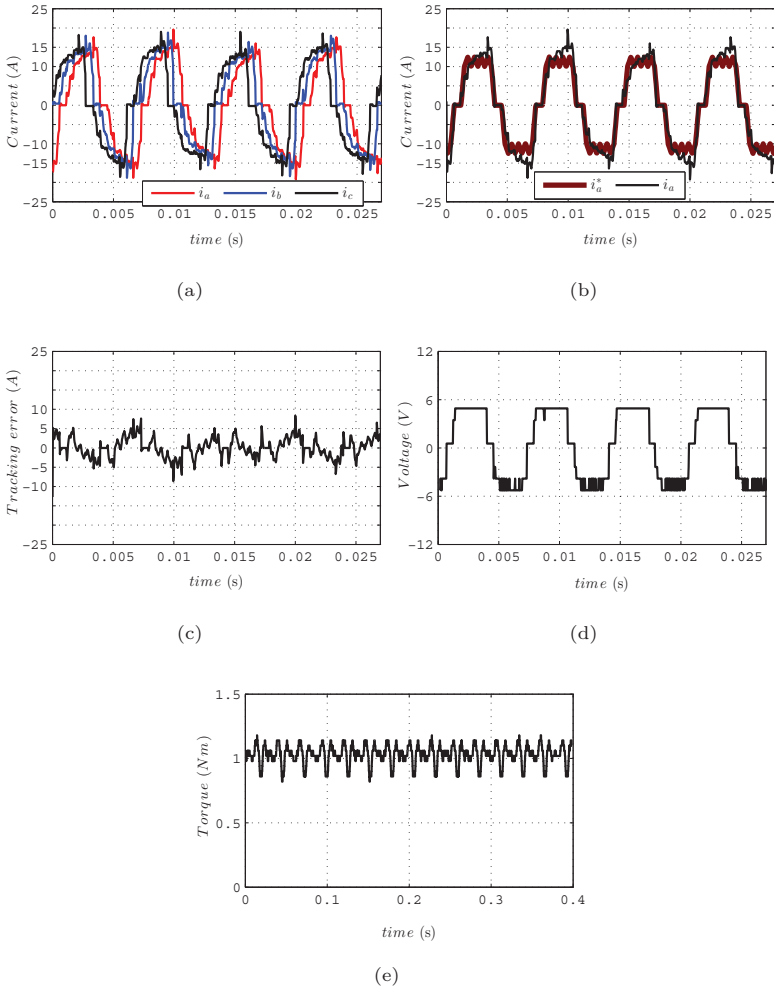 25
15
10
0
−10
−15
−25
0 0.005 0.01 0.015 0.02 0.025
Current (A)
time (s)
i_a i_b i_c
(a)
25
15
10
0
−10
−15
−25
0 0.005 0.01 0.015 0.02 0.025
Current (A)
time (s)
i_a^* i_a
(b)
25
10
5
0
−5
−10
−25
0 0.005 0.01 0.015 0.02 0.025
Tracking error (A)
time (s)
(c)
12
6
0
−6
−12
0 0.005 0.01 0.015 0.02 0.025
Voltage (V)
time (s)
(d)
1.5
1
0.5
0
0 0.1 0.2 0.3 0.4
Torque (Nm)
time (s)
(e)